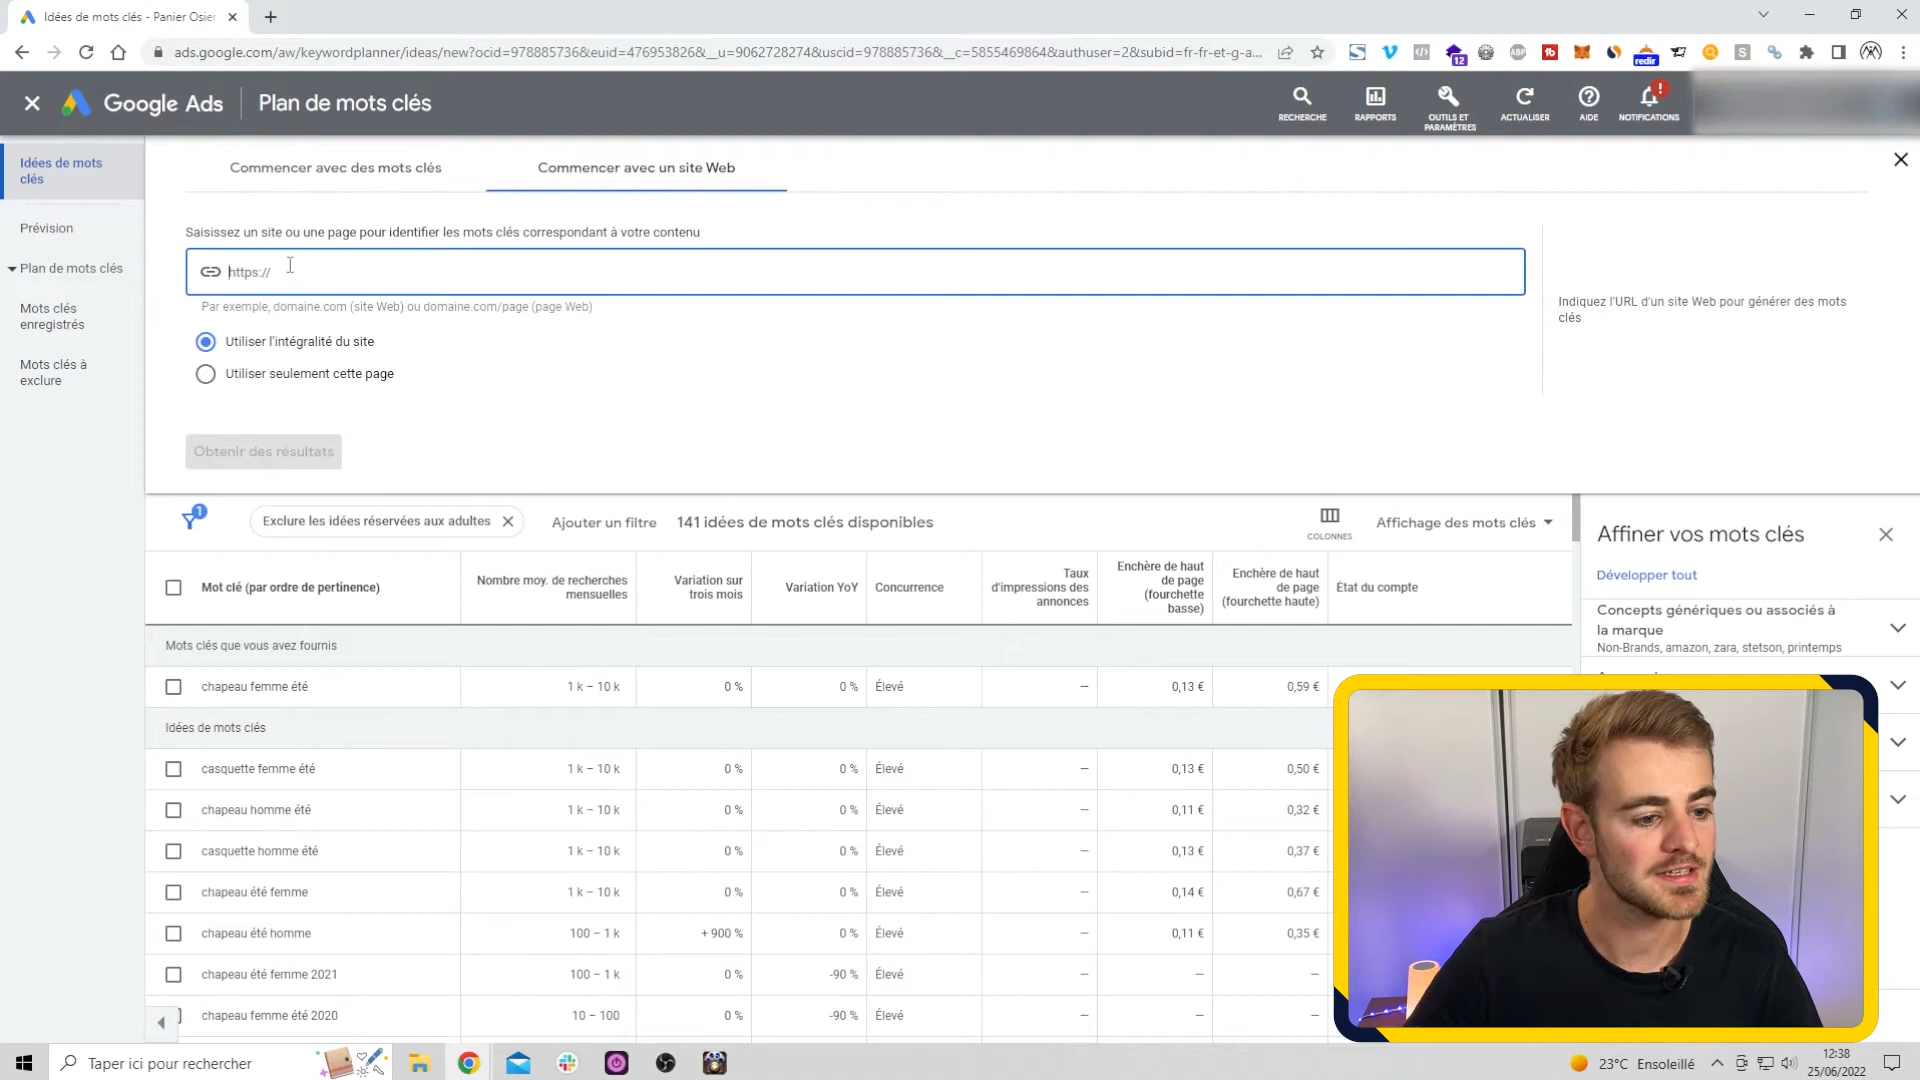 Idées de mots clés - Panier Osier
ads.google.com/aw/keywordplanner/ideas/new?ocid=978885736&euid=476953826&__u=9062728274&uscid=978885736&__c=5855469864&authuser=2&subid=fr-fr-et-g-a...
12
ABP
redir
Google Ads
Plan de mots clés
RECHERCHE
RAPPORTS
OUTILS ET PARAMÈTRES
ACTUALISER
AIDE
NOTIFICATIONS
Idées de mots clés
Prévision
Plan de mots clés
Mots clés enregistrés
Mots clés à exclure
Commencer avec des mots clés
Commencer avec un site Web
Saisissez un site ou une page pour identifier les mots clés correspondant à votre contenu
https://
Par exemple, domaine.com (site Web) ou domaine.com/page (page Web)
Utiliser l'intégralité du site
Utiliser seulement cette page
Indiquez l'URL d'un site Web pour générer des mots clés
Obtenir des résultats
1
Exclure les idées réservées aux adultes
Ajouter un filtre
141 idées de mots clés disponibles
COLONNES
Affichage des mots clés
Mot clé (par ordre de pertinence)
Nombre moy. de recherches mensuelles
Variation sur trois mois
Variation YoY
Concurrence
Taux d'impressions des annonces
Enchère de haut de page (fourchette basse)
Enchère de haut de page (fourchette haute)
État du compte
Mots clés que vous avez fournis
chapeau femme été 1 k – 10 k 0 % 0 % Élevé – 0,13 € 0,59 €
Idées de mots clés
casquette femme été 1 k – 10 k 0 % 0 % Élevé – 0,13 € 0,50 €
chapeau homme été 1 k – 10 k 0 % 0 % Élevé – 0,11 € 0,32 €
casquette homme été 1 k – 10 k 0 % 0 % Élevé – 0,13 € 0,37 €
chapeau été femme 1 k – 10 k 0 % 0 % Élevé – 0,14 € 0,67 €
chapeau été homme 100 – 1 k + 900 % 0 % Élevé – 0,11 € 0,35 €
chapeau été femme 2021 100 – 1 k 0 % -90 % Élevé – – –
chapeau femme été 2020 10 – 100 0 % -90 % Élevé – – –
Affiner vos mots clés
Développer tout
Concepts génériques ou associés à la marque
Non-Brands, amazon, zara, stetson, printemps
Taper ici pour rechercher
23°C Ensoleillé
12:38
25/06/2022